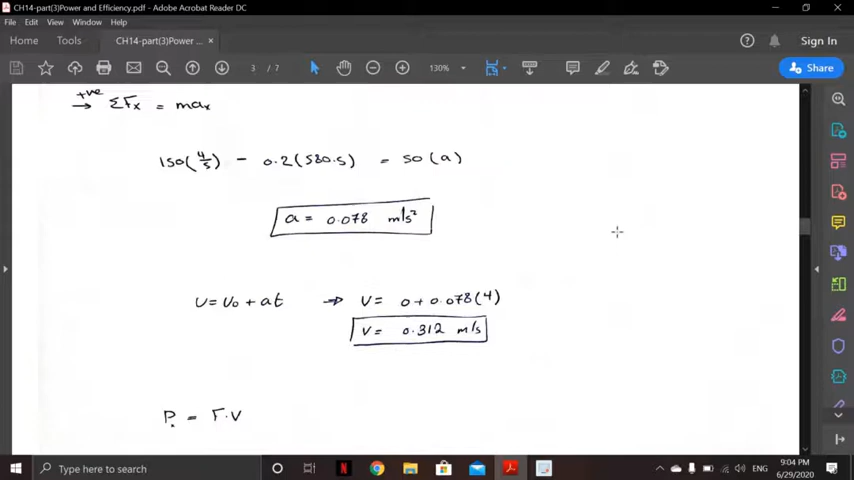 CH14-part(3)Power and Efficiency.pdf - Adobe Acrobat Reader DC
File Edit View Window Help
Home Tools CH14-part(3)Power ... × Sign In
3 / 7 130% Share
+ve → ΣFx = max
150(4/5) - 0.2(580.5) = 50(a)
a = 0.078 m/s²
v = v₀ + at → V = 0 + 0.078(4)
V = 0.312 m/s
P. = F.V
Type here to search ENG 9:04 PM
6/29/2020